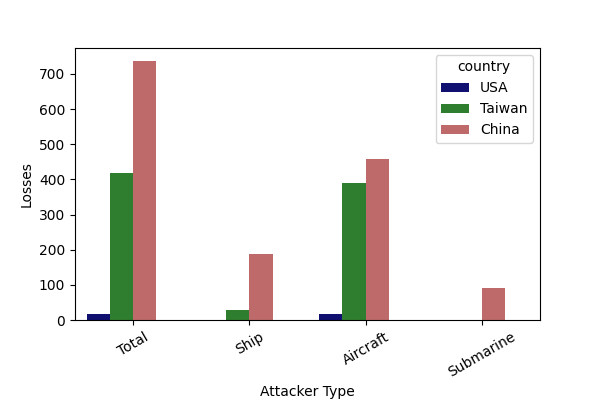 700
600
500
400
300
200
100
0
Losses
country
USA
Taiwan
China
Total
Ship
Aircraft
Submarine
Attacker Type